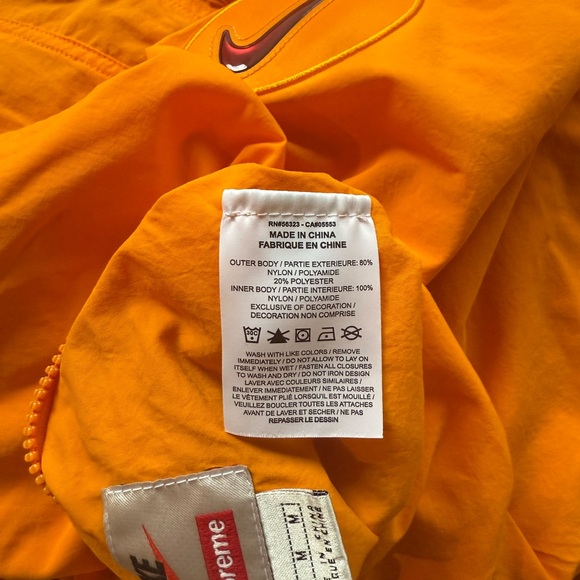 RN#56323 - CA#05553
MADE IN CHINA
FABRIQUE EN CHINE
OUTER BODY / PARTIE EXTERIEURE: 80%
NYLON / POLYAMIDE
20% POLYESTER
INNER BODY / PARTIE INTERIEURE: 100%
NYLON / POLYAMIDE
EXCLUSIVE OF DECORATION /
DECORATION NON COMPRISE
WASH WITH LIKE COLORS / REMOVE
IMMEDIATELY / DO NOT ALLOW TO LAY ON
ITSELF WHEN WET / FASTEN ALL CLOSURES
TO WASH AND DRY / DO NOT IRON DESIGN
LAVER AVEC COULEURS SIMILAIRES /
ENLEVER IMMEDIATEMENT / NE PAS LAISSER
LE VÊTEMENT PLIÉ LORSQU'IL EST MOUILLÉ /
VEUILLEZ BOUCLER TOUTES LES ATTACHES
AVANT DE LAVER ET SECHER / NE PAS
REPASSER LE DESSIN
KE
preme
M M